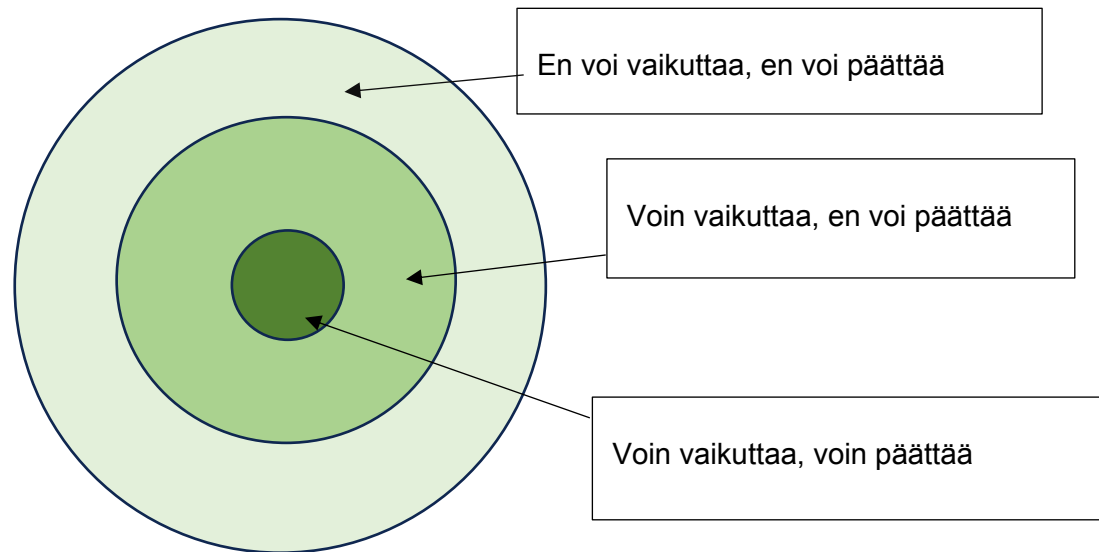 En voi vaikuttaa, en voi päättää
Voin vaikuttaa, en voi päättää
Voin vaikuttaa, voin päättää